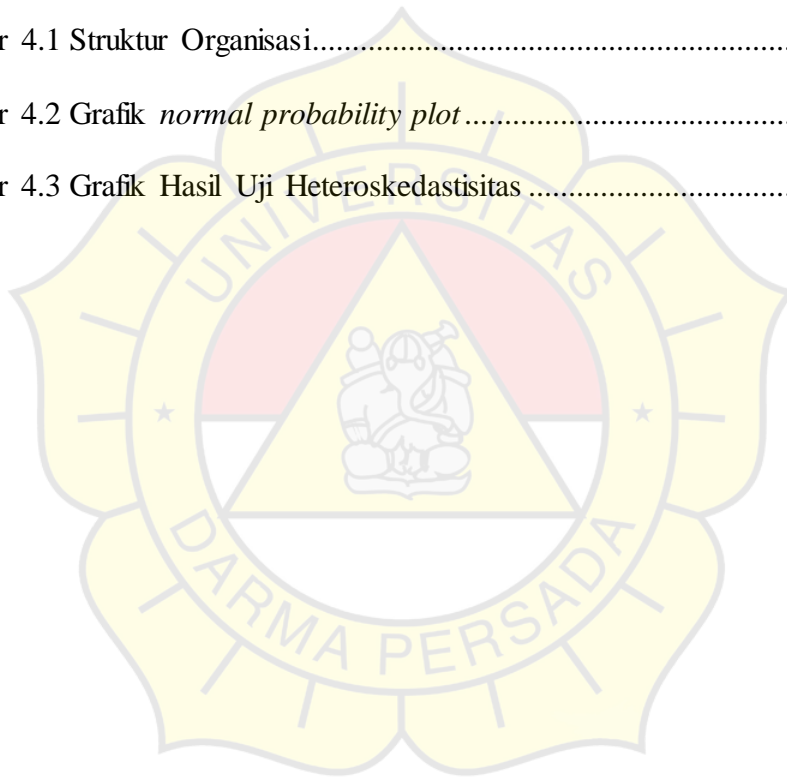 r 4.1 Struktur Organisasi........................................................
r 4.2 Grafik normal probability plot........................................
r 4.3 Grafik Hasil Uji Heteroskedastisitas................................
UNIVERSITAS
DARMA PERSADA